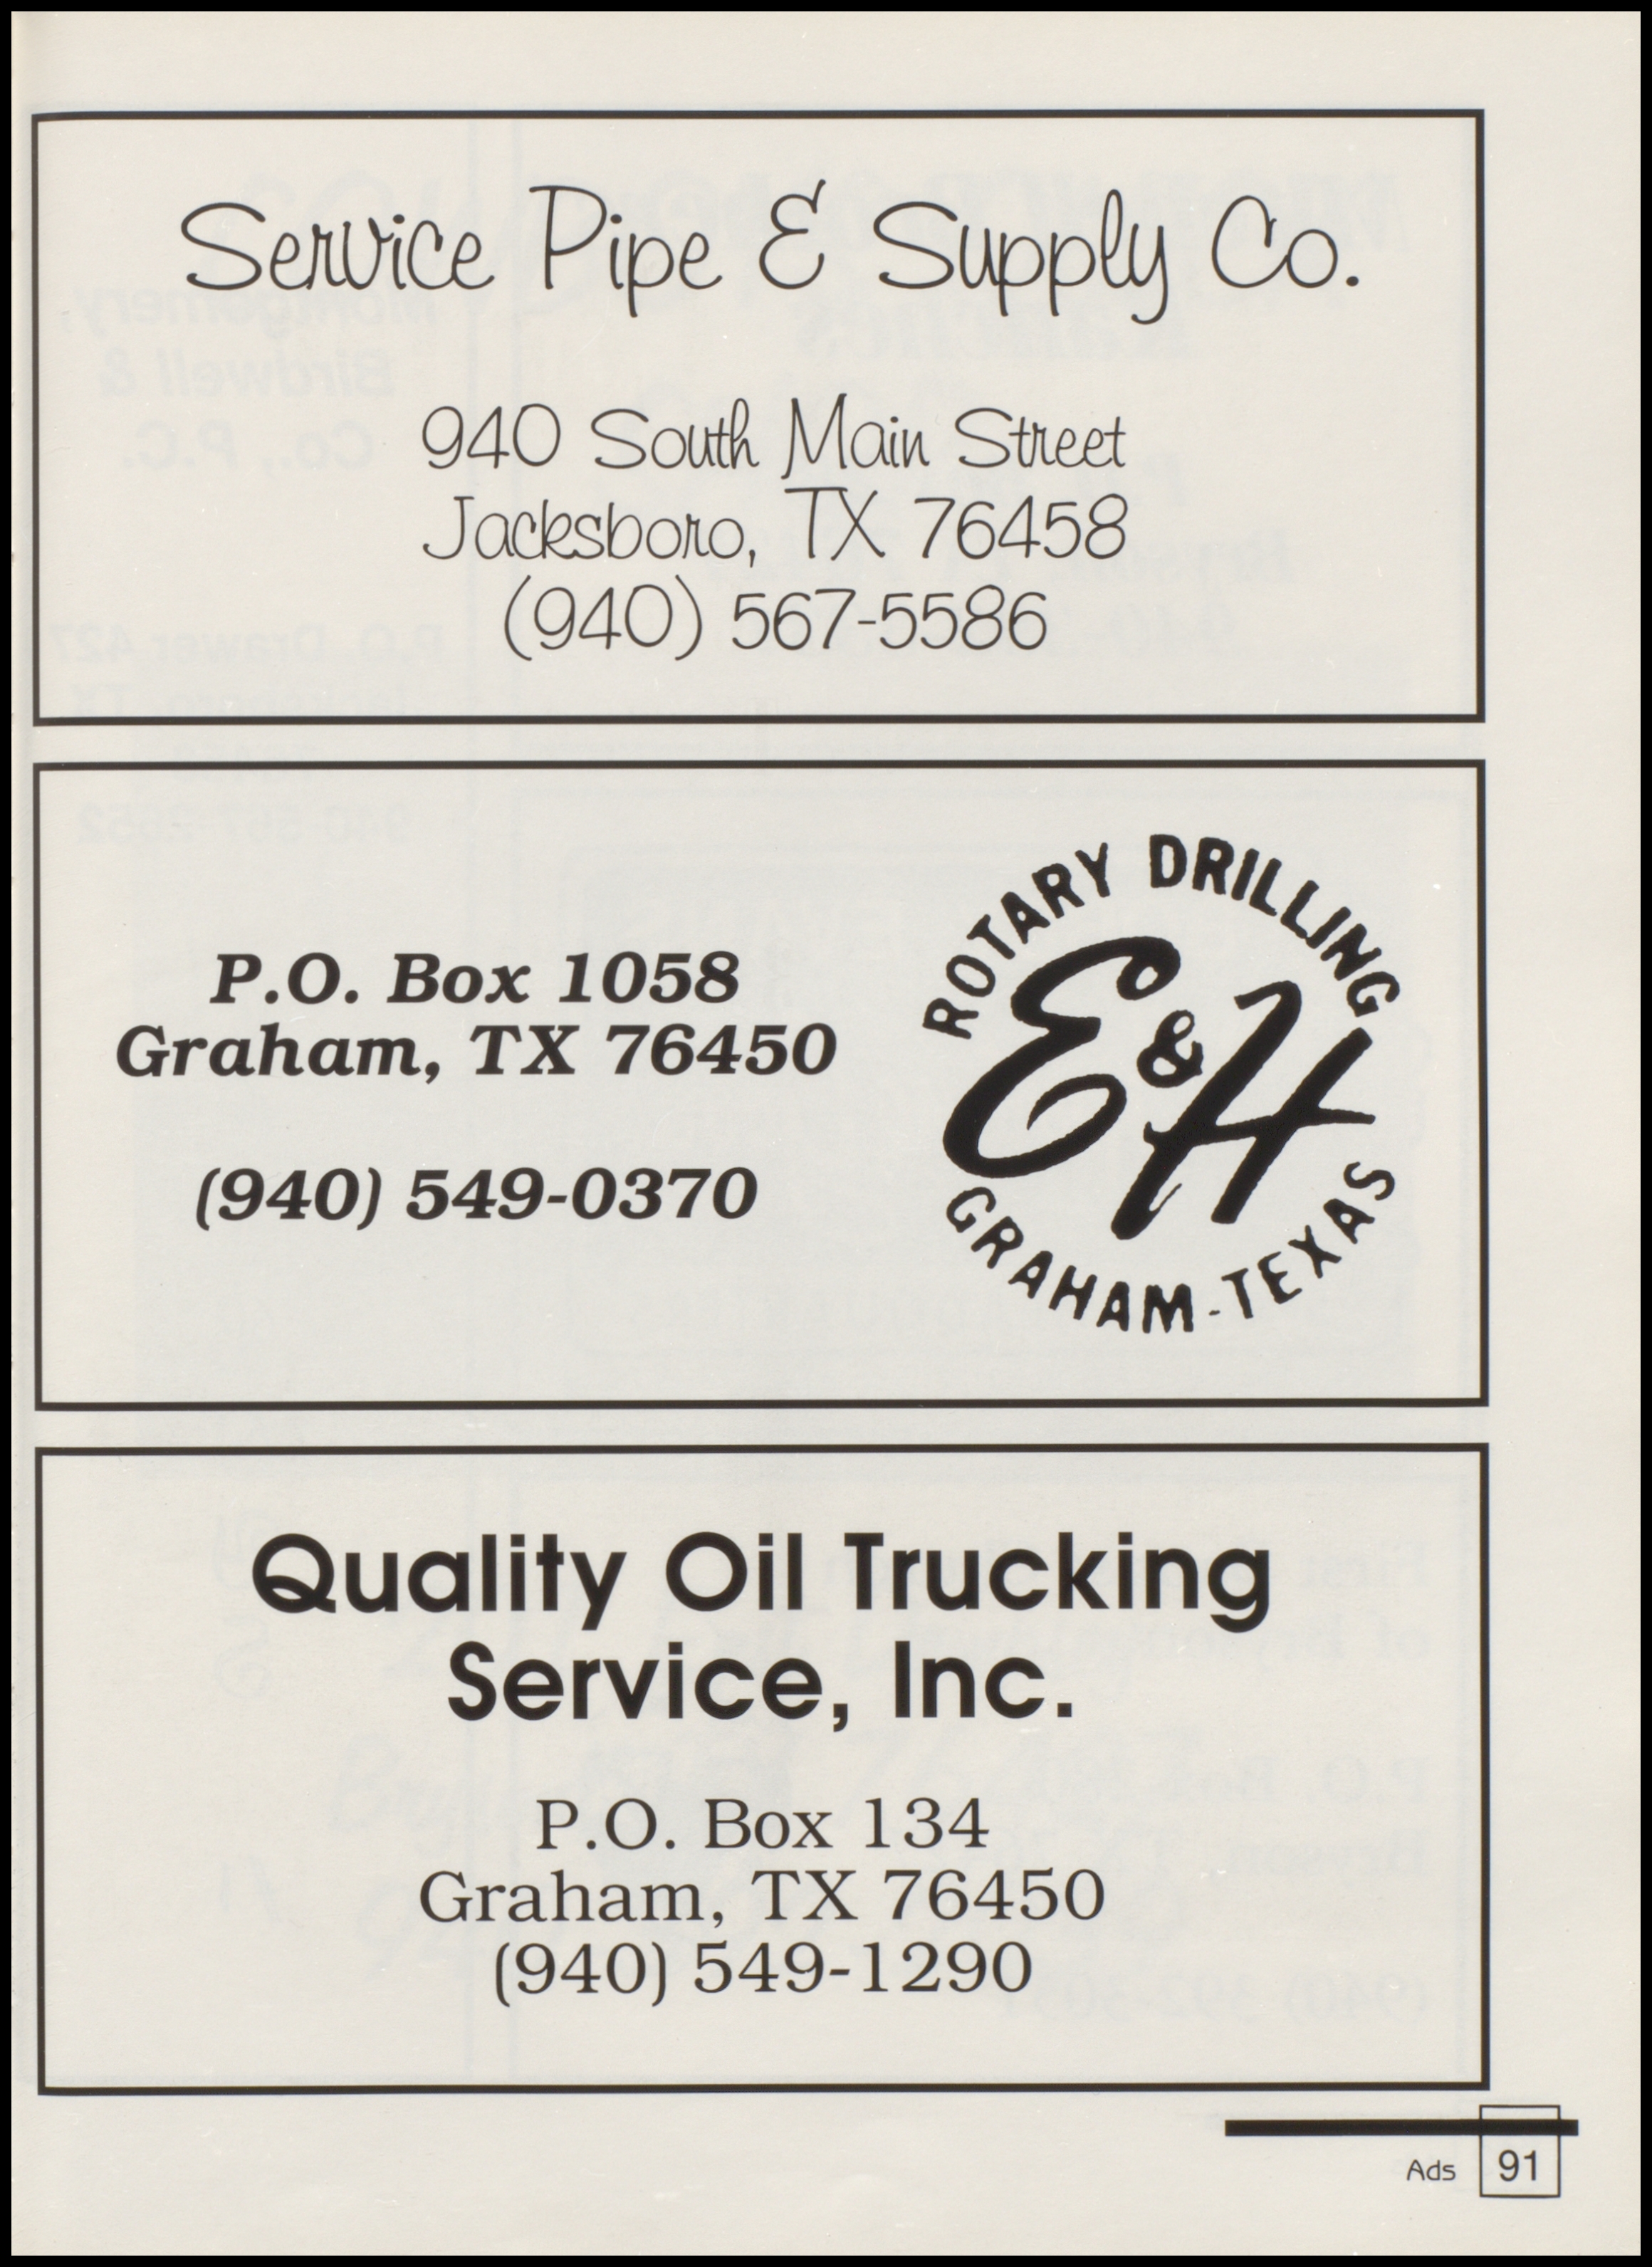 Service Pipe & Supply Co.
940 South Main Street
Jacksboro, TX 76458
(940) 567-5586
P.O. Box 1058
Graham, TX 76450
(940) 549-0370
ROTARY DRILLING
E & H
GRAHAM-TEXAS
Quality Oil Trucking
Service, Inc.
P.O. Box 134
Graham, TX 76450
(940) 549-1290
Ads 91